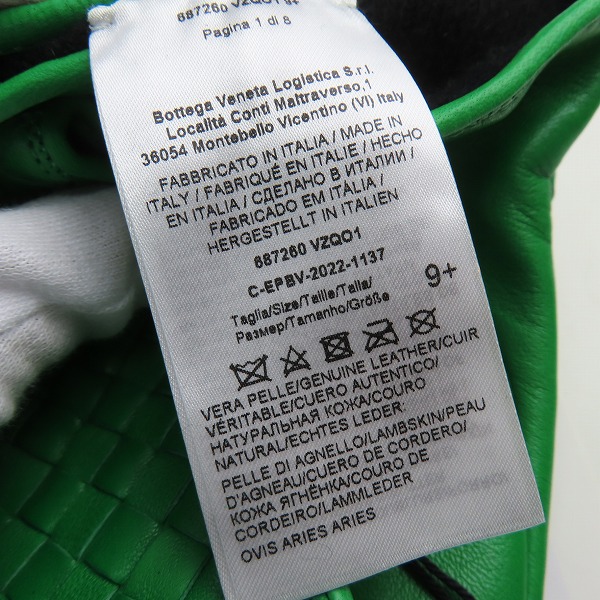 687260 VZQO1
Pagina 1 di 8
Bottega Veneta Logistica S.r.l.
Località Conti Maltraverso,1
36054 Montebello Vicentino (VI) Italy
FABBRICATO IN ITALIA / MADE IN
ITALY / FABRIQUÉ EN ITALIE / HECHO
EN ITALIA / СДЕЛАНО В ИТАЛИИ /
FABRICADO EM ITÁLIA /
HERGESTELLT IN ITALIEN
687260 VZQO1
C-EPBV-2022-1137
Taglia/Size/Taille/Talla/
Размер/Tamanho/Größe
9+
VERA PELLE/GENUINE LEATHER/CUIR
VÉRITABLE/CUERO AUTENTICO/
НАТУРАЛЬНАЯ КОЖА/COURO
NATURAL/ECHTES LEDER:
PELLE DI AGNELLO/LAMBSKIN/PEAU
D'AGNEAU/CUERO DE CORDERO/
КОЖА ЯГНЁНКА/COURO DE
CORDEIRO/LAMMLEDER
OVIS ARIES ARIES